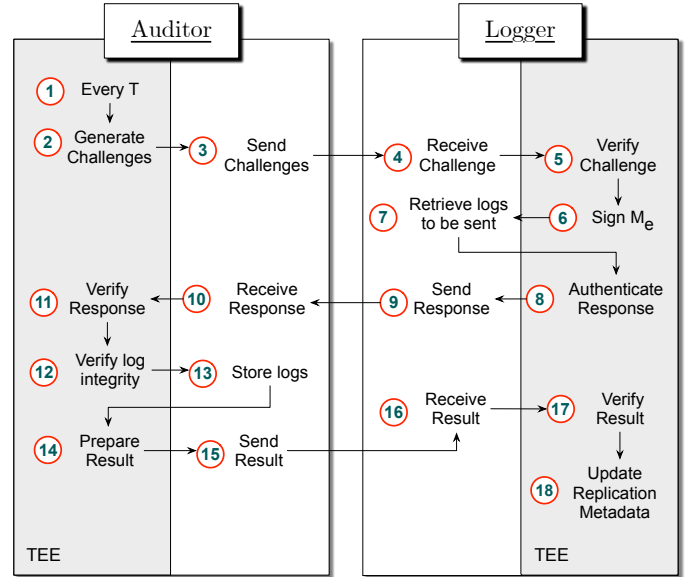 Auditor
Logger
1 Every T
2 Generate
Challenges
3 Send
Challenges
4 Receive
Challenge
5 Verify
Challenge
6 Sign Me
7 Retrieve logs
to be sent
8 Authenticate
Response
9 Send
Response
10 Receive
Response
11 Verify
Response
12 Verify log
integrity
13 Store logs
14 Prepare
Result
15 Send
Result
16 Receive
Result
17 Verify
Result
18 Update
Replication
Metadata
TEE
TEE